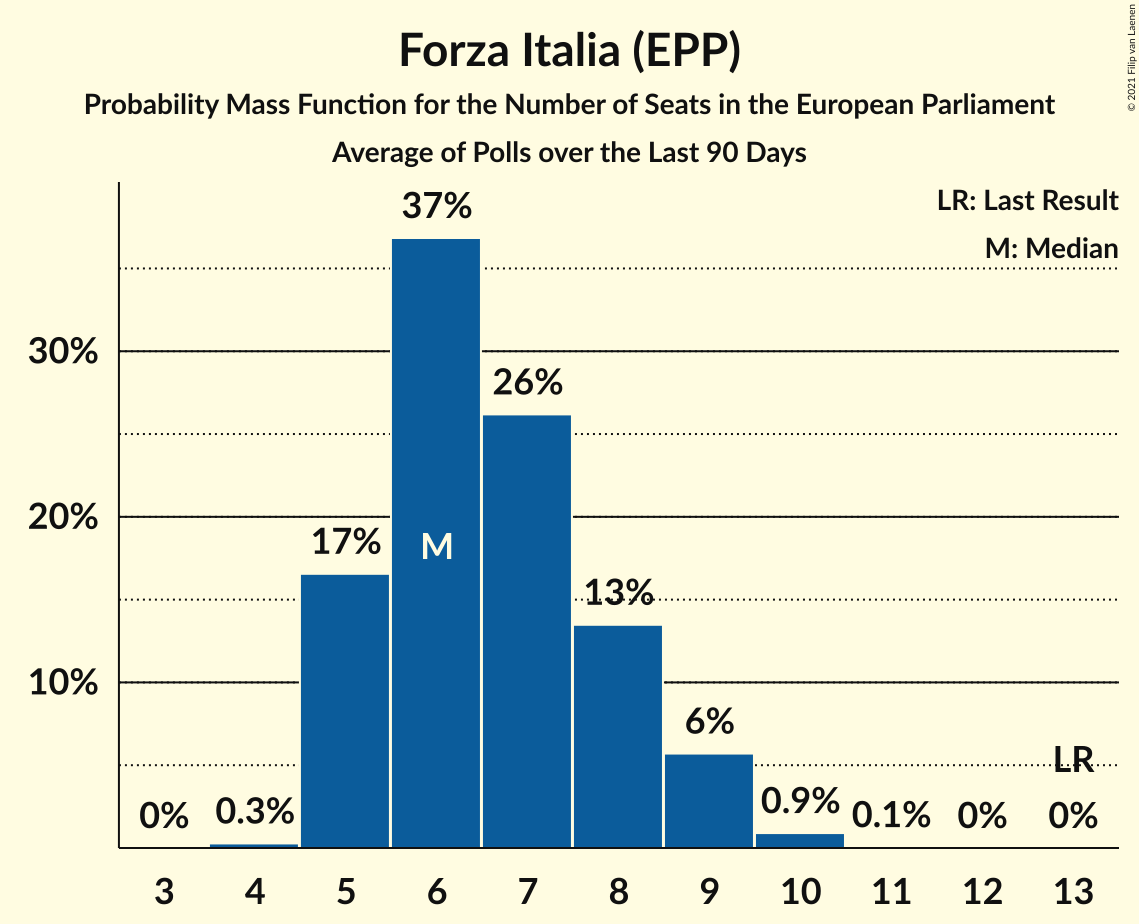 Forza Italia (EPP)
Probability Mass Function for the Number of Seats in the European Parliament
Average of Polls over the Last 90 Days
© 2021 Filip van Laenen
LR: Last Result
M: Median
37%
30%
26%
20%
17%
M
13%
10%
6%
LR
0%
0.3%
0.9%
0.1%
0%
0%
3 4 5 6 7 8 9 10 11 12 13